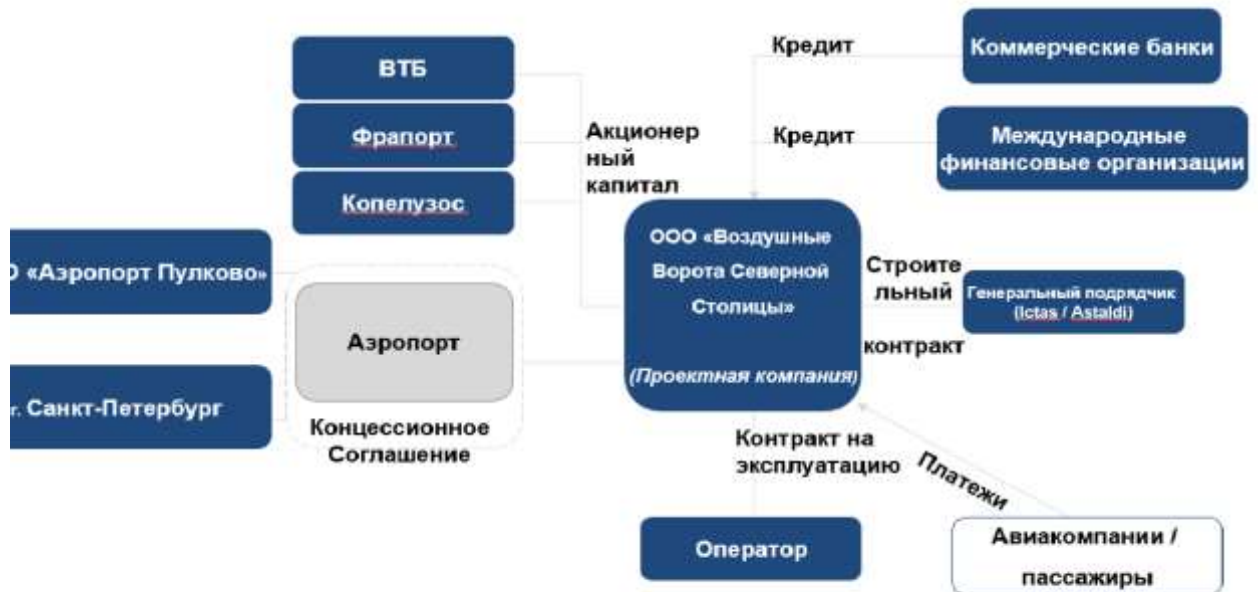 ВТБ
Фрапорт
Копелузос
Акционер
ный
капитал
Кредит
Коммерческие банки
Кредит
Международные
финансовые организации
О «Аэропорт Пулково»
г. Санкт-Петербург
Аэропорт
Концессионное
Соглашение
ООО «Воздушные
Ворота Северной
Столицы»
(Проектная компания)
Строите
льный
контракт
Генеральный подрядчик
(Ictas / Astaldi)
Контракт на
эксплуатацию
Платежи
Оператор
Авиакомпании /
пассажиры